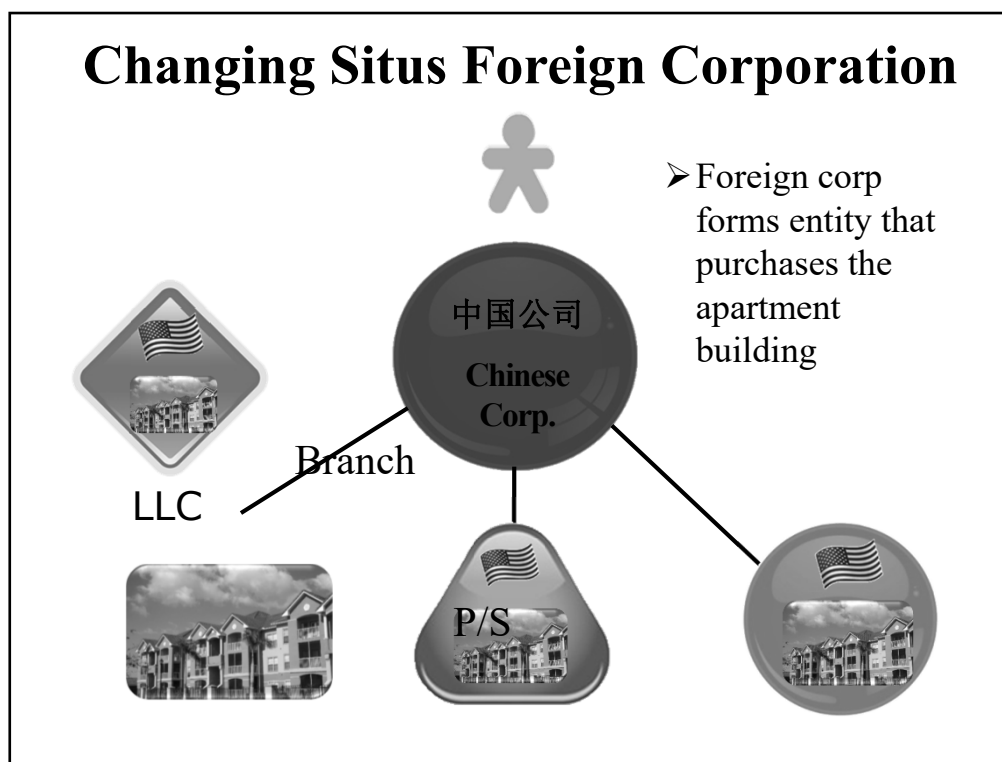 Changing Situs Foreign Corporation
➢ Foreign corp
forms entity that
purchases the
apartment
building
中国公司
Chinese
Corp.
Branch
LLC
P/S